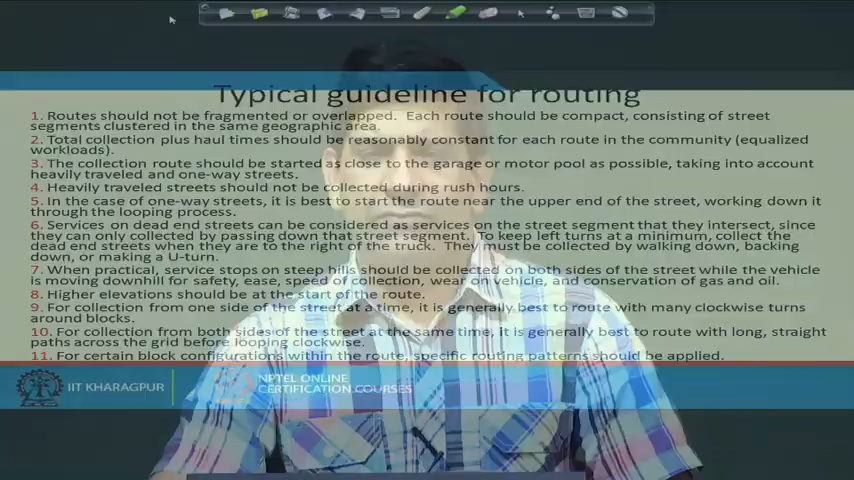 Typical guideline for routing
1. Routes should not be fragmented or overlapped. Each route should be compact, consisting of street
segments clustered in the same geographic area.
2. Total collection plus haul times should be reasonably constant for each route in the community (equalized
workloads).
3. The collection route should be started as close to the garage or motor pool as possible, taking into account
heavily traveled and one-way streets.
4. Heavily traveled streets should not be collected during rush hours.
5. In the case of one-way streets, it is best to start the route near the upper end of the street, working down it
through the looping process.
6. Services on dead end streets can be considered as services on the street segment that they intersect, since
they can only collected by passing down that street segment. To keep left turns at a minimum, collect the
dead end streets when they are to the right of the truck. They must be collected by walking down, backing
down, or making a U-turn.
7. When practical, service stops on steep hills should be collected on both sides of the street while the vehicle
is moving downhill for safety, ease, speed of collection, wear on vehicle, and conservation of gas and oil.
8. Higher elevations should be at the start of the route.
9. For collection from one side of the street at a time, it is generally best to route with many clockwise turns
around blocks.
10. For collection from both sides of the street at the same time, it is generally best to route with long, straight
paths across the grid before looping clockwise.
11. For certain block configurations within the route, specific routing patterns should be applied.
IIT KHARAGPUR
NPTEL ONLINE
CERTIFICATION COURSES